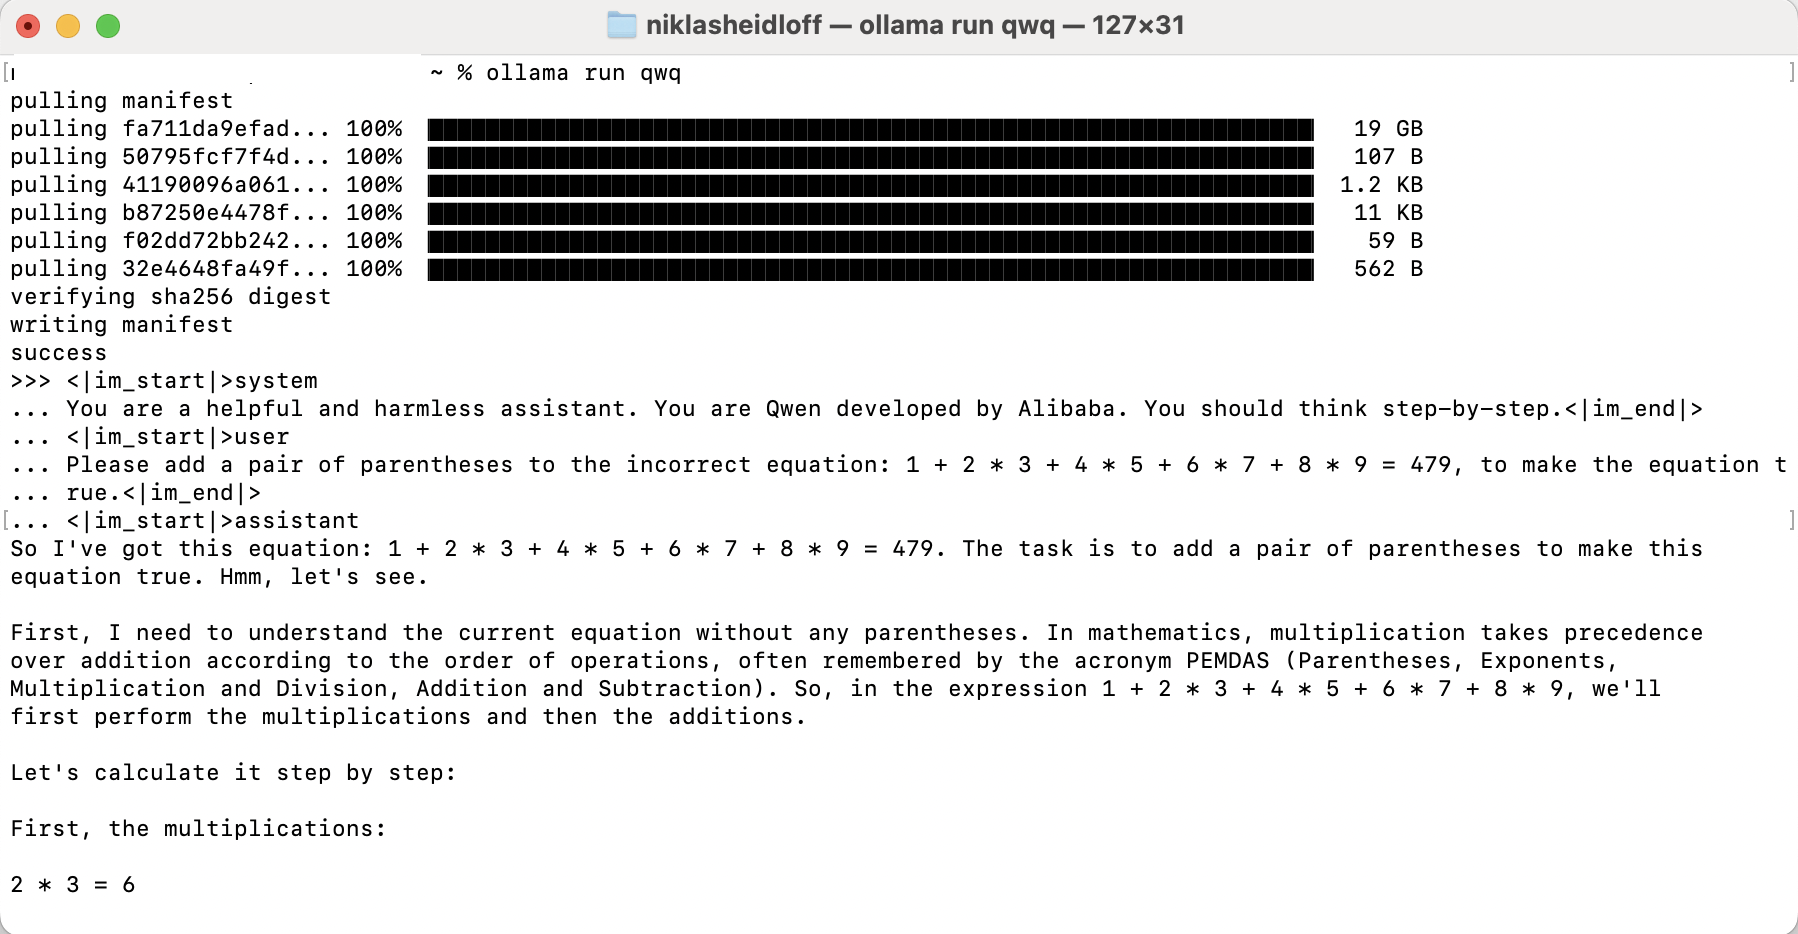 niklasheidloff — ollama run qwq — 127×31
~ % ollama run qwq
pulling manifest
pulling fa711da9efad... 100% 19 GB
pulling 50795fcf7f4d... 100% 107 B
pulling 41190096a061... 100% 1.2 KB
pulling b87250e4478f... 100% 11 KB
pulling f02dd72bb242... 100% 59 B
pulling 32e4648fa49f... 100% 562 B
verifying sha256 digest
writing manifest
success
>>> <|im_start|>system
... You are a helpful and harmless assistant. You are Qwen developed by Alibaba. You should think step-by-step.<|im_end|>
... <|im_start|>user
... Please add a pair of parentheses to the incorrect equation: 1 + 2 * 3 + 4 * 5 + 6 * 7 + 8 * 9 = 479, to make the equation t
... rue.<|im_end|>
[... <|im_start|>assistant ]
So I've got this equation: 1 + 2 * 3 + 4 * 5 + 6 * 7 + 8 * 9 = 479. The task is to add a pair of parentheses to make this
equation true. Hmm, let's see.
First, I need to understand the current equation without any parentheses. In mathematics, multiplication takes precedence
over addition according to the order of operations, often remembered by the acronym PEMDAS (Parentheses, Exponents,
Multiplication and Division, Addition and Subtraction). So, in the expression 1 + 2 * 3 + 4 * 5 + 6 * 7 + 8 * 9, we'll
first perform the multiplications and then the additions.
Let's calculate it step by step:
First, the multiplications:
2 * 3 = 6